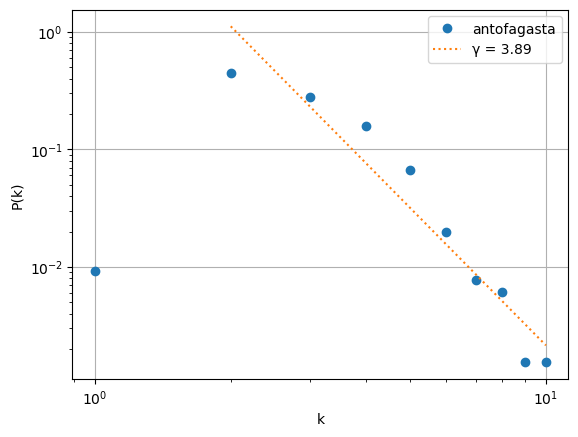 antofagasta
γ = 3.89
10⁰
10⁻¹
10⁻²
P(k)
10⁰
10¹
k